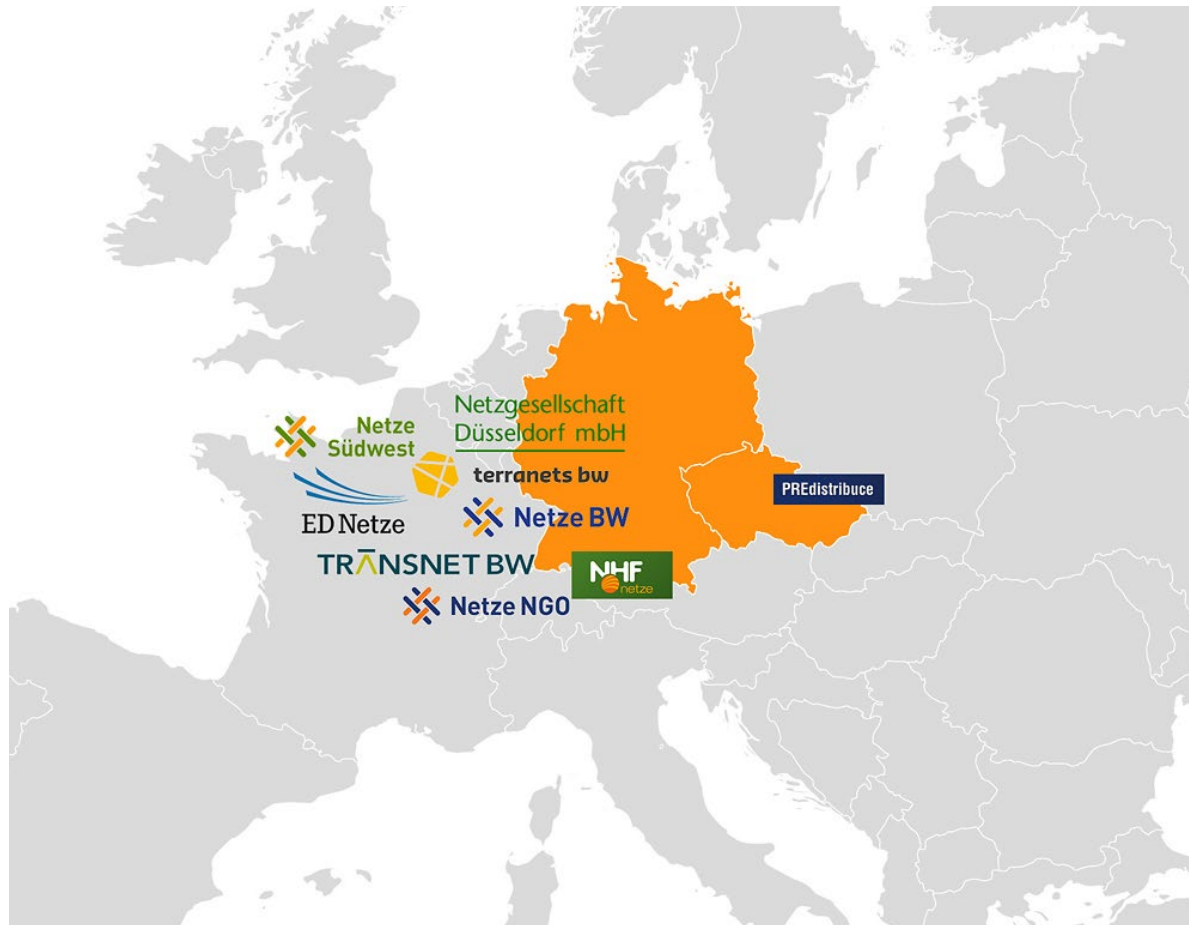 Netzgesellschaft
Düsseldorf mbH
Netze
Südwest
terranets bw
PREdistribuce
ED Netze
Netze BW
TRANSNET BW
NHF
netze
Netze NGO